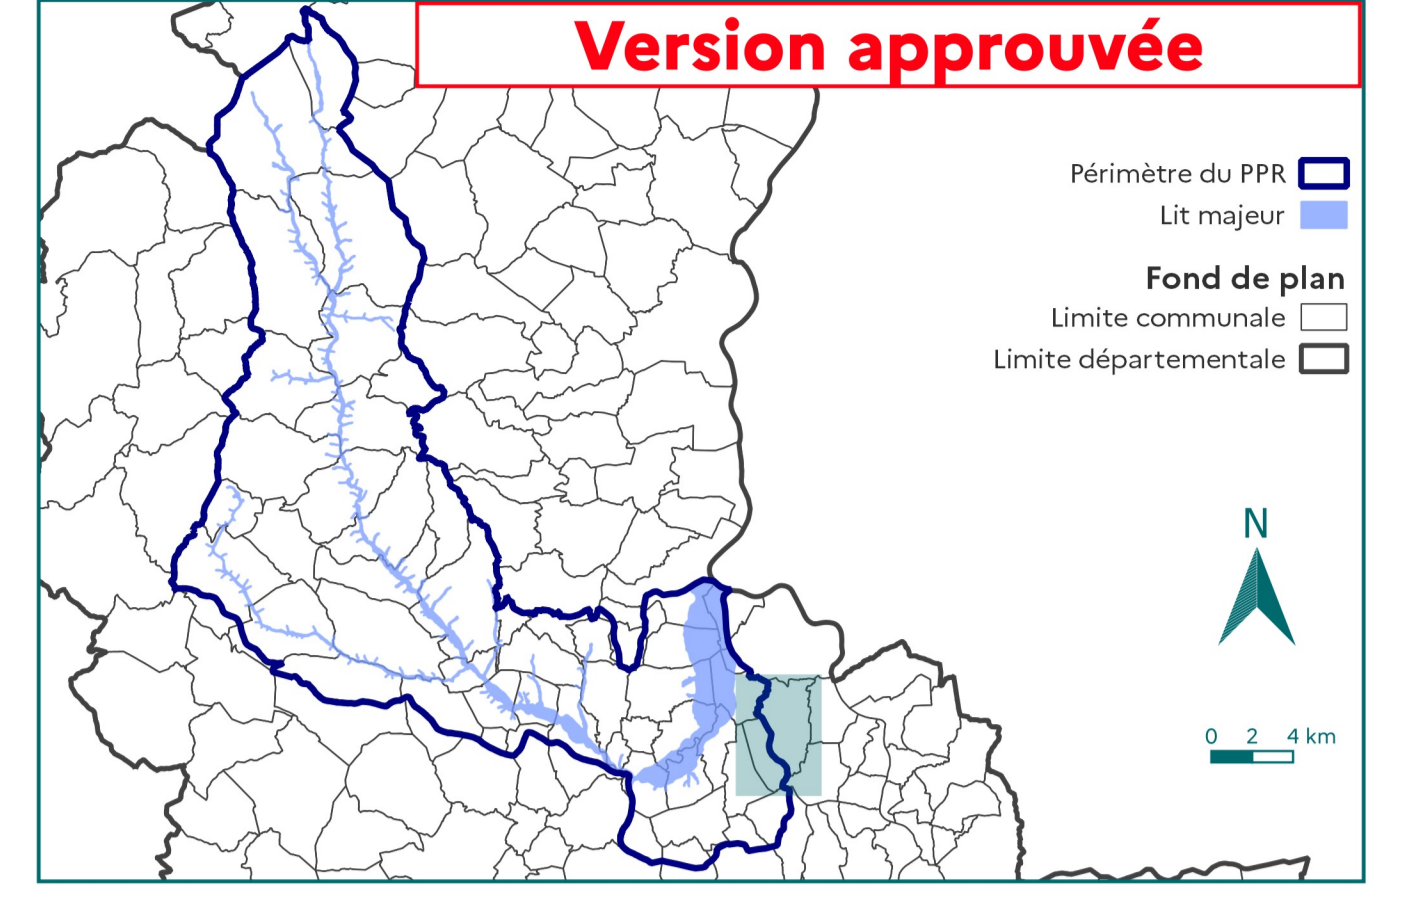 Version approuvée
Périmètre du PPR
Lit majeur
Fond de plan
Limite communale
Limite départementale
N
0 2 4 km